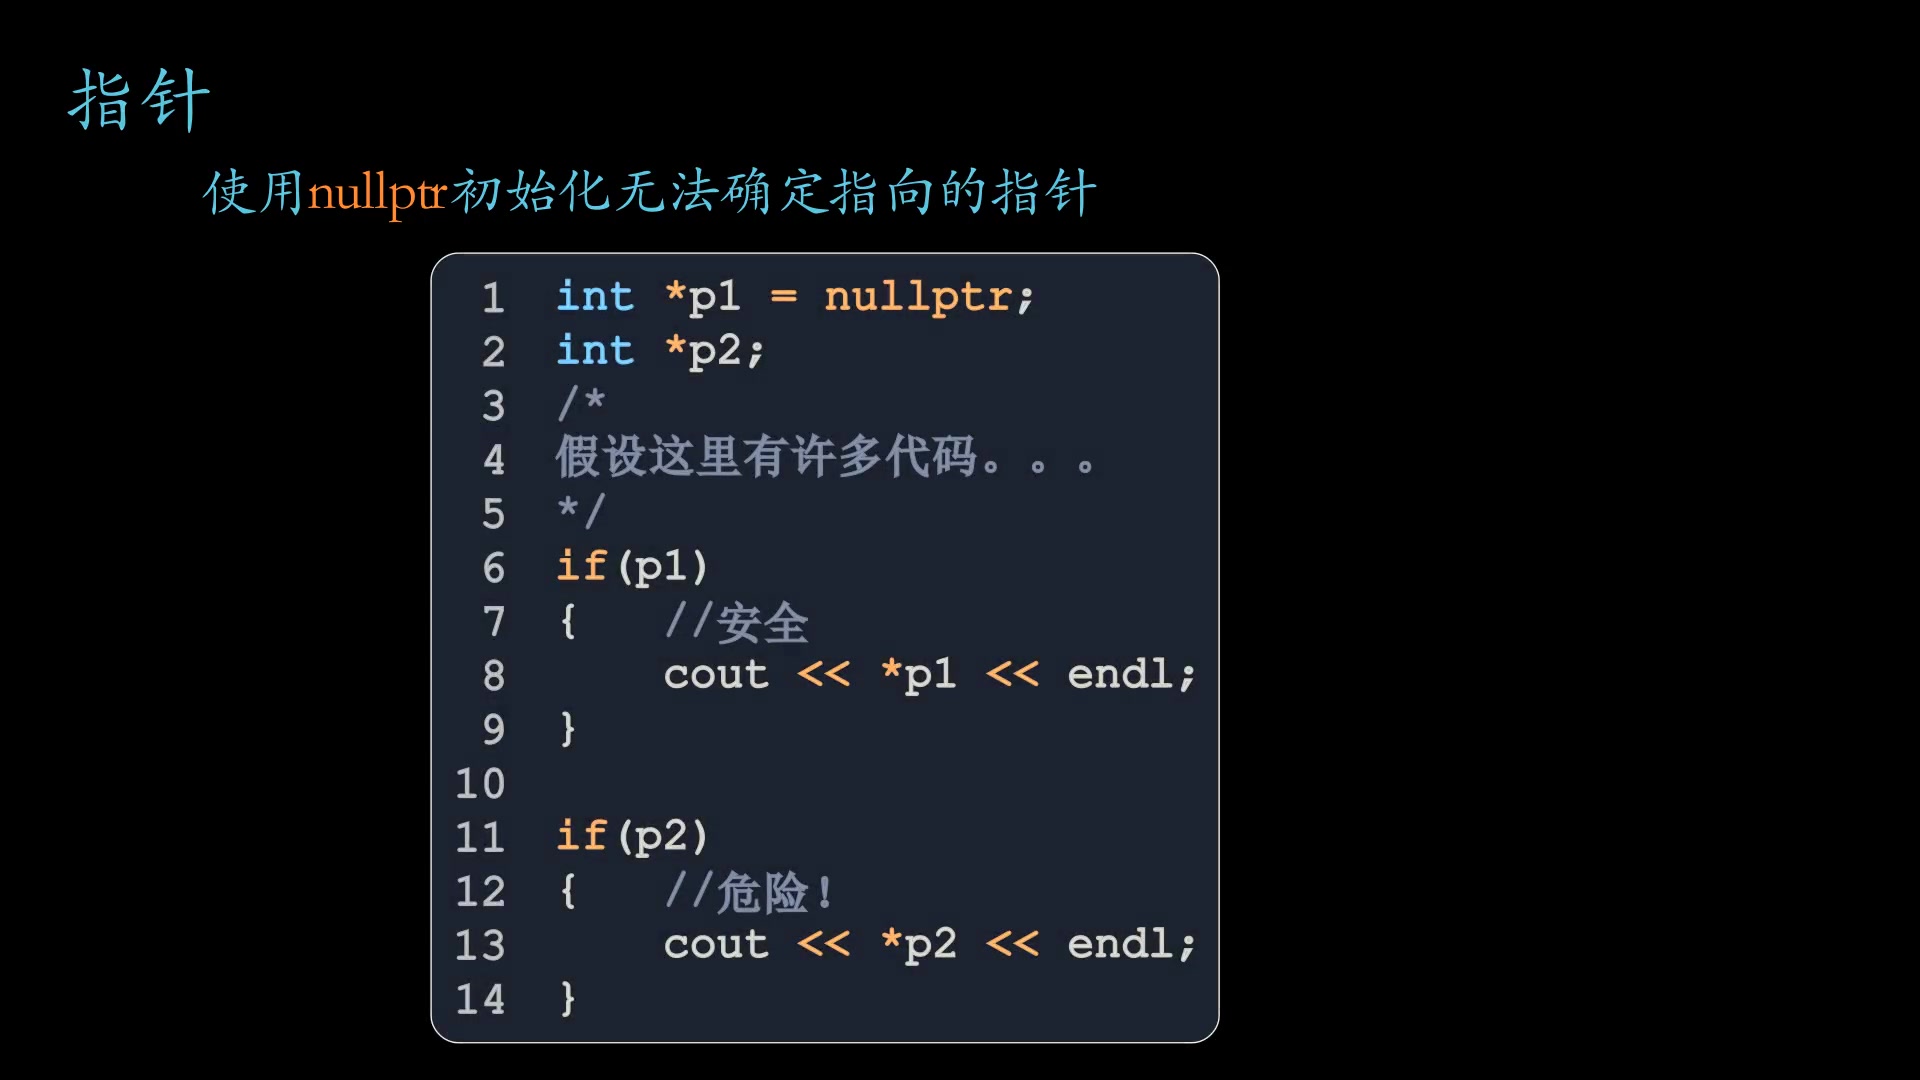 指针
使用nullptr初始化无法确定指向的指针
1 int *p1 = nullptr;
2 int *p2;
3 /*
4 假设这里有许多代码。。。
5 */
6 if(p1)
7 {    //安全
8     cout << *p1 << endl;
9 }
10
11 if(p2)
12 {    //危险!
13     cout << *p2 << endl;
14 }